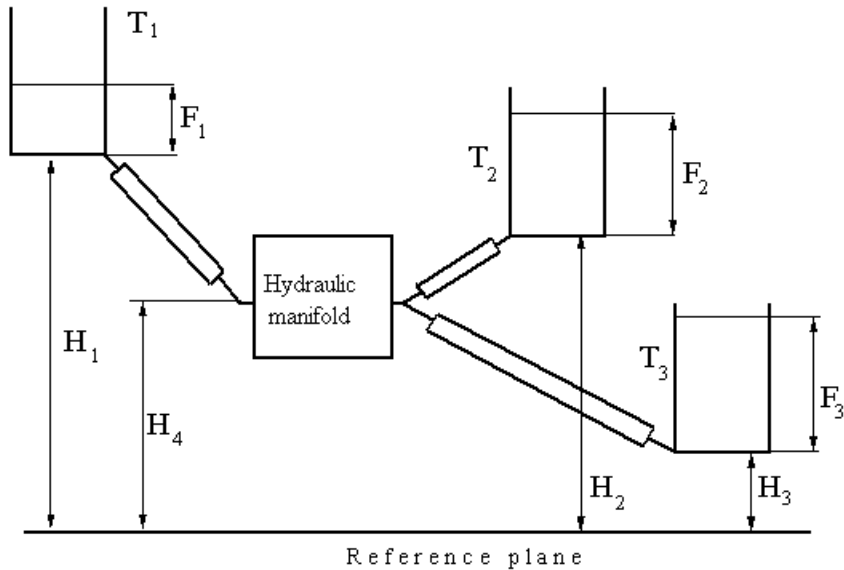 T1
F1
T2
F2
Hydraulic
manifold
H1
T3
F3
H4
H2
H3
Reference plane